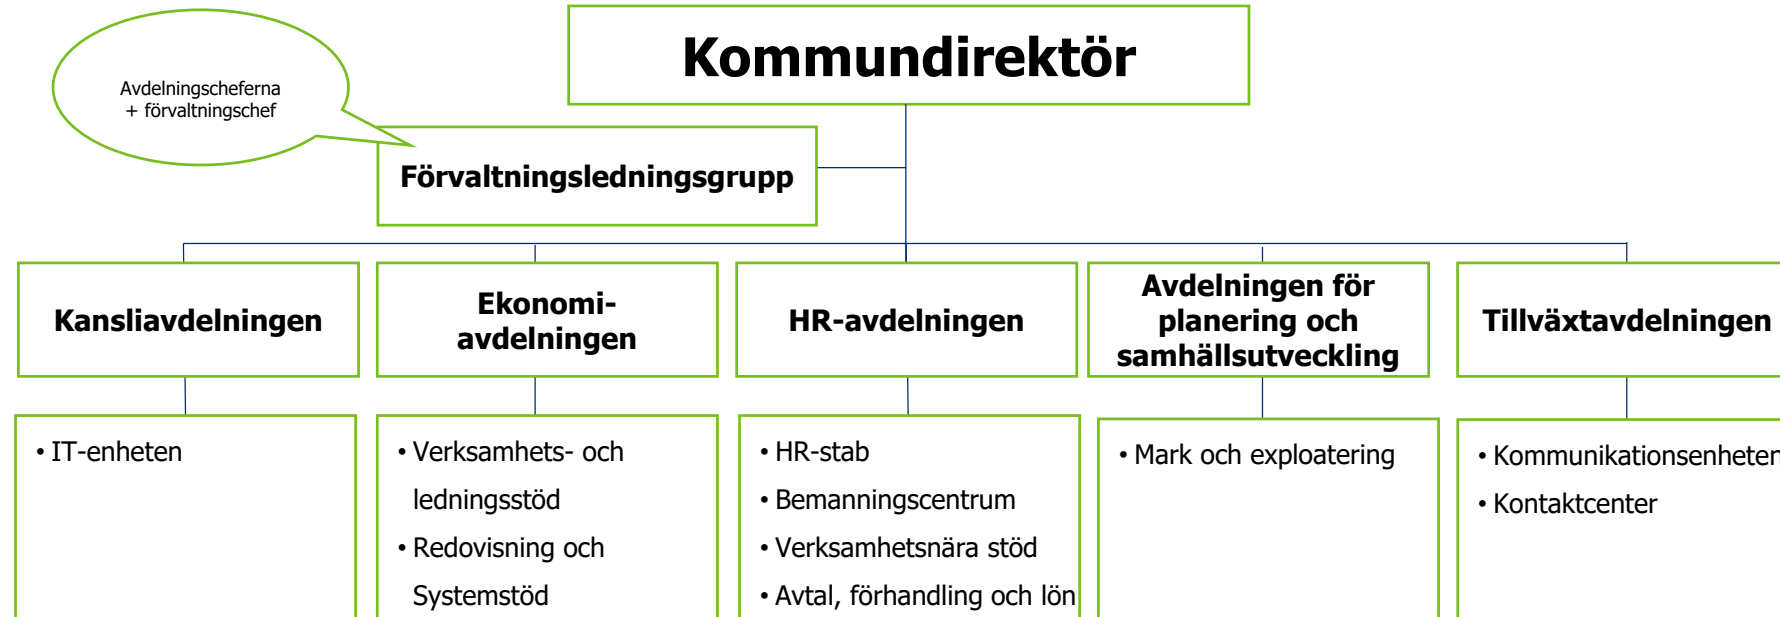 Kommundirektör
Avdelningscheferna
+ förvaltningschef
Förvaltningsledningsgrupp
Kansliavdelningen
Ekonomi-
avdelningen
HR-avdelningen
Avdelningen för
planering och
samhällsutveckling
Tillväxtavdelningen
• IT-enheten
• Verksamhets- och
ledningsstöd
• Redovisning och
Systemstöd
• HR-stab
• Bemanningscentrum
• Verksamhetsnära stöd
• Avtal, förhandling och lön
• Mark och exploatering
• Kommunikationsenheten
• Kontaktcenter